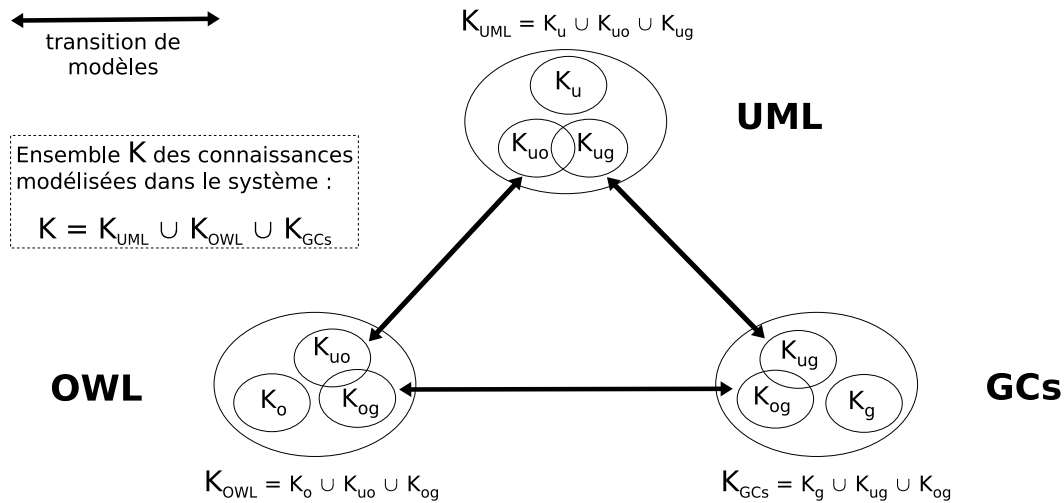 transition de
modèles
K_UML = K_u ∪ K_uo ∪ K_ug
K_u
K_uo
K_ug
UML
Ensemble K des connaissances
modélisées dans le système :
K = K_UML ∪ K_OWL ∪ K_GCs
OWL
K_uo
K_o
K_og
K_ug
K_og
K_g
GCs
K_OWL = K_o ∪ K_uo ∪ K_og
K_GCs = K_g ∪ K_ug ∪ K_og